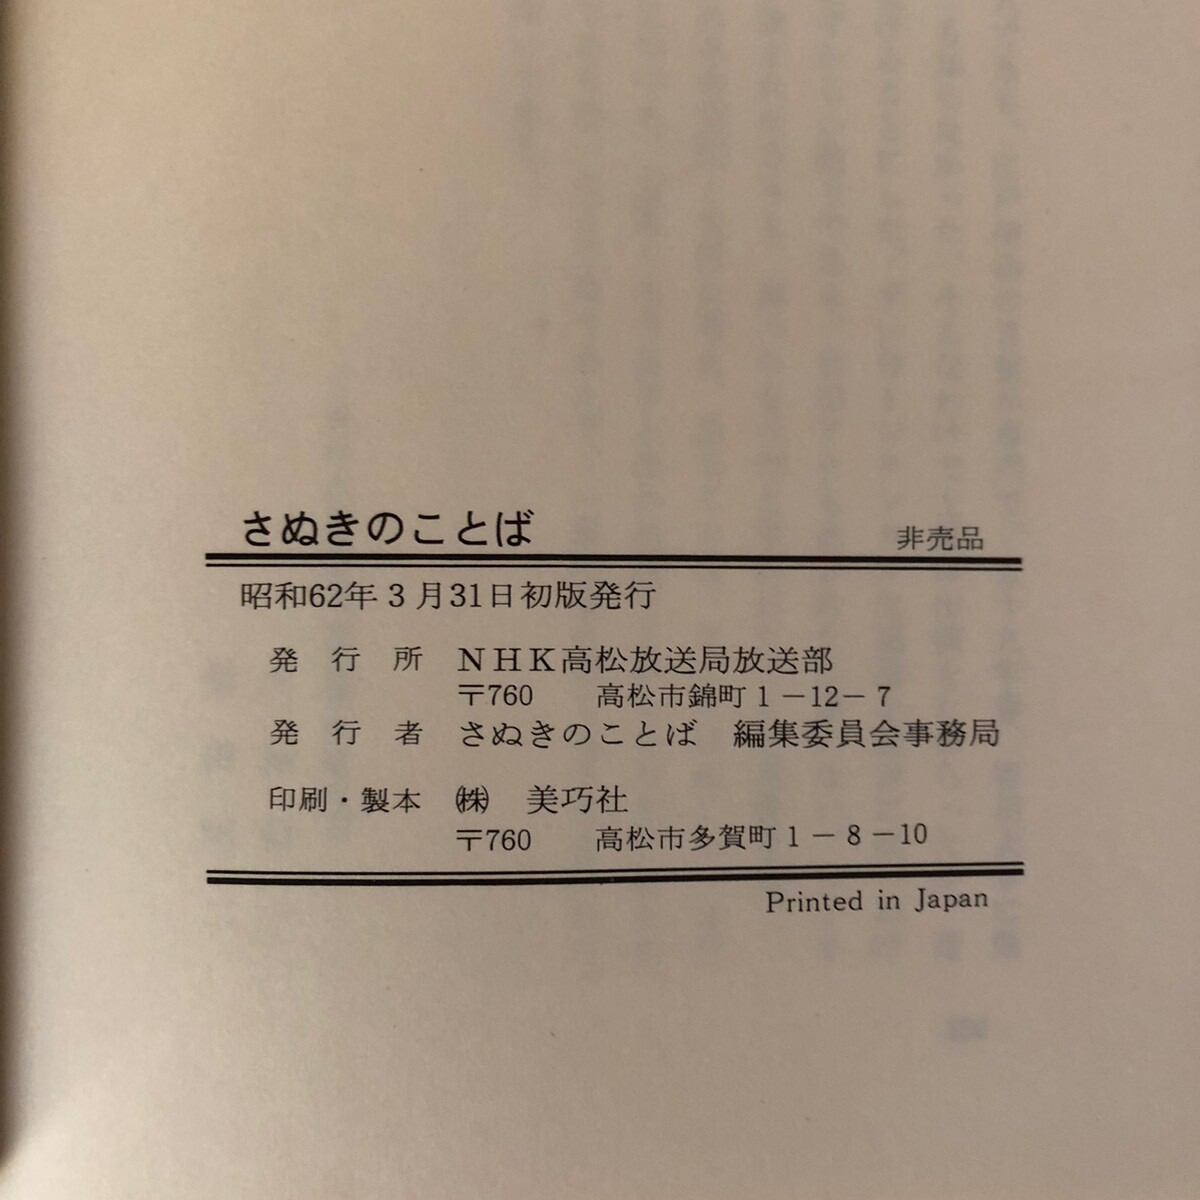 さぬきのことば　非売品
昭和62年3月31日初版発行
発行所　NHK高松放送局放送部
〒760　高松市錦町1－12－7
発行者　さぬきのことば　編集委員会事務局
印刷・製本　㈱　美巧社
〒760　高松市多賀町1－8－10
Printed in Japan